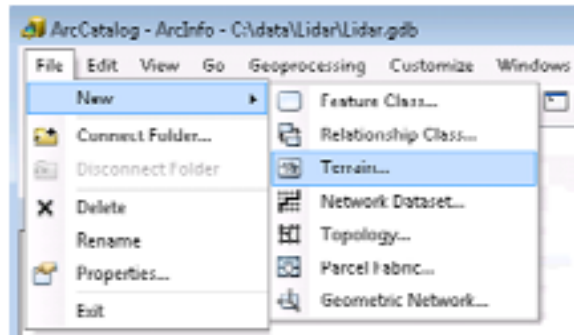 ArcCatalog - ArcInfo - C:\data\Lidar\Lidar.gdb
File Edit View Go Geoprocessing Customize Windows
New
Connect Folder...
Disconnect Folder
Delete
Rename
Properties...
Exit
Feature Class...
Relationship Class...
Terrain...
Network Dataset...
Topology...
Parcel Fabric...
Geometric Network...